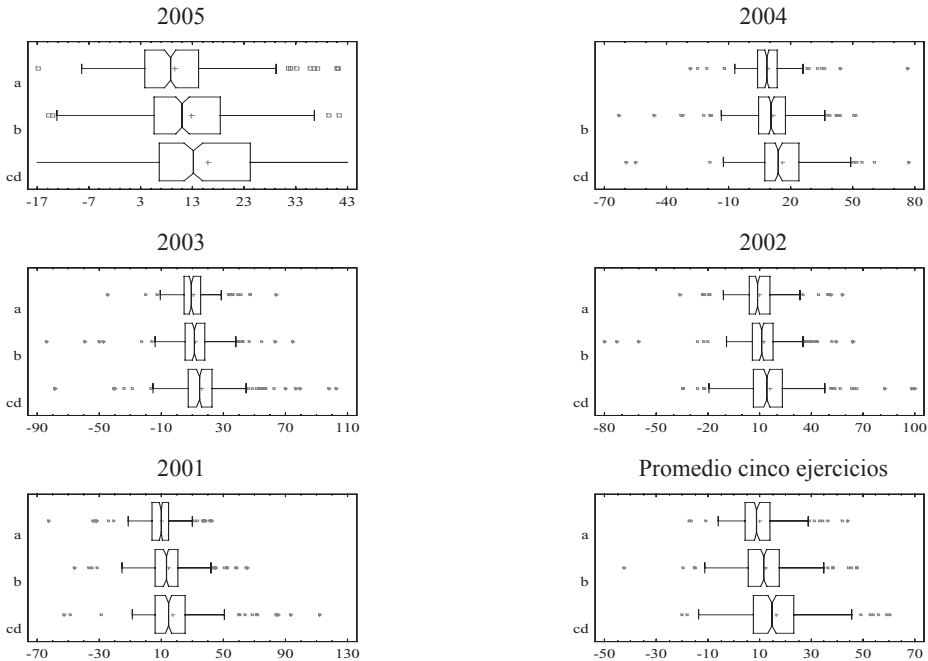 2005
a
b
cd
-17 -7 3 13 23 33 43
2004
b
cd
-70 -40 -10 20 50 80
2003
a
b
cd
-90 -50 -10 30 70 110
2002
a
b
cd
-80 -50 -20 10 40 70 100
2001
a
b
cd
-70 -30 10 50 90 130
Promedio cinco ejercicios
a
b
cd
-50 -30 -10 10 30 50 70